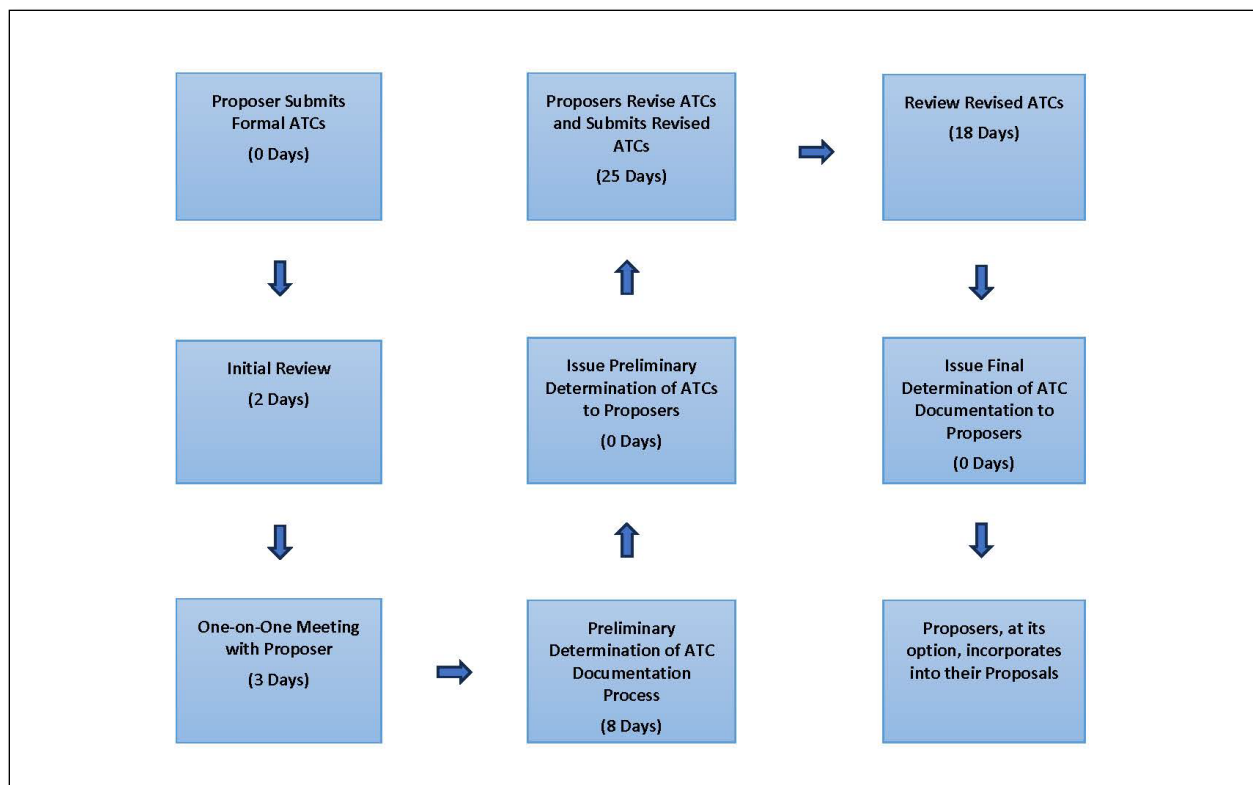 Proposer Submits
Formal ATCs
(0 Days)
Initial Review
(2 Days)
One-on-One Meeting
with Proposer
(3 Days)
Preliminary
Determination of ATC
Documentation
Process
(8 Days)
Issue Preliminary
Determination of ATCs
to Proposers
(0 Days)
Proposers Revise ATCs
and Submits Revised
ATCs
(25 Days)
Review Revised ATCs
(18 Days)
Issue Final
Determination of ATC
Documentation to
Proposers
(0 Days)
Proposers, at its
option, incorporates
into their Proposals